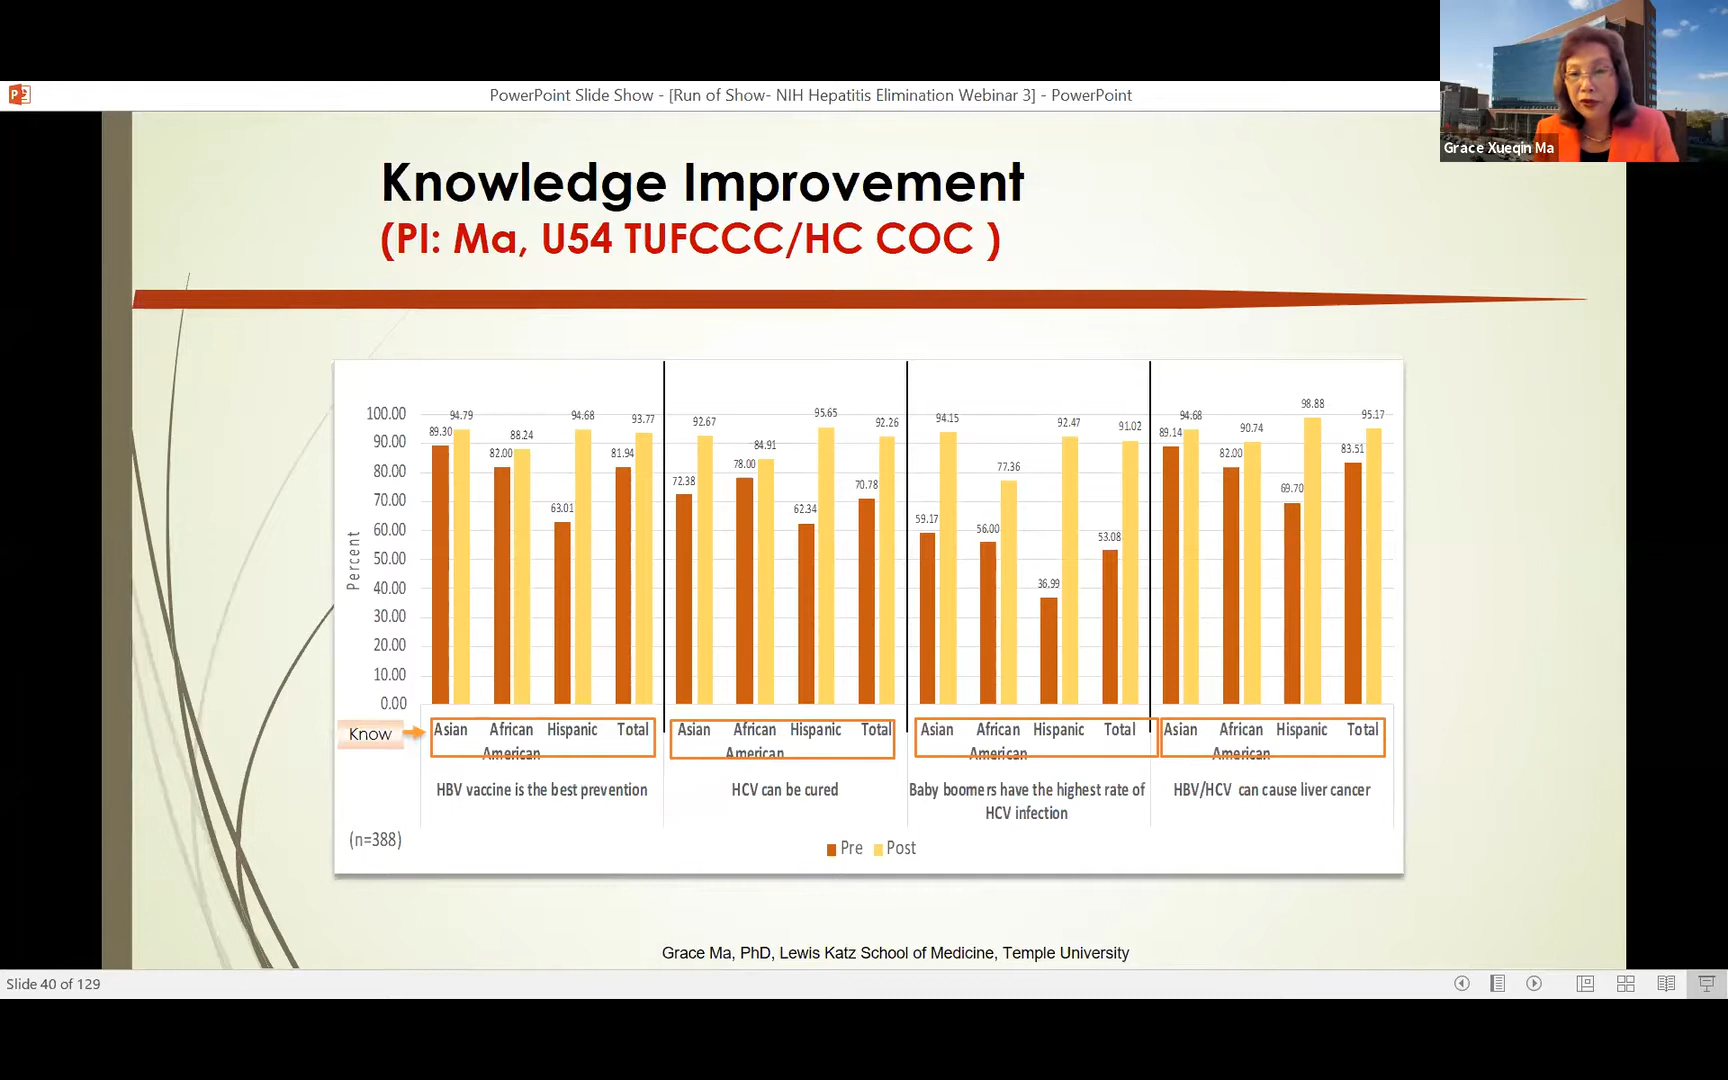 PowerPoint Slide Show - [Run of Show- NIH Hepatitis Elimination Webinar 3] - PowerPoint
Grace Xueqin Ma
Knowledge Improvement
(PI: Ma, U54 TUFCCC/HC COC )
100.00
90.00
80.00
70.00
60.00
50.00
40.00
30.00
20.00
10.00
0.00
Percent
89.30 94.79 82.00 88.24 63.01 94.68 81.94 93.77
72.38 92.67 78.00 84.91 62.34 95.65 70.78 92.26
59.17 94.15 56.00 77.36 36.99 92.47 53.08 91.02
89.14 94.68 82.00 90.74 69.70 98.88 83.51 95.17
Know
Asian African American Hispanic Total
Asian African American Hispanic Total
Asian African American Hispanic Total
Asian African American Hispanic Total
HBV vaccine is the best prevention
HCV can be cured
Baby boomers have the highest rate of
HCV infection
HBV/HCV can cause liver cancer
(n=388)
Pre Post
Grace Ma, PhD, Lewis Katz School of Medicine, Temple University
Slide 40 of 129